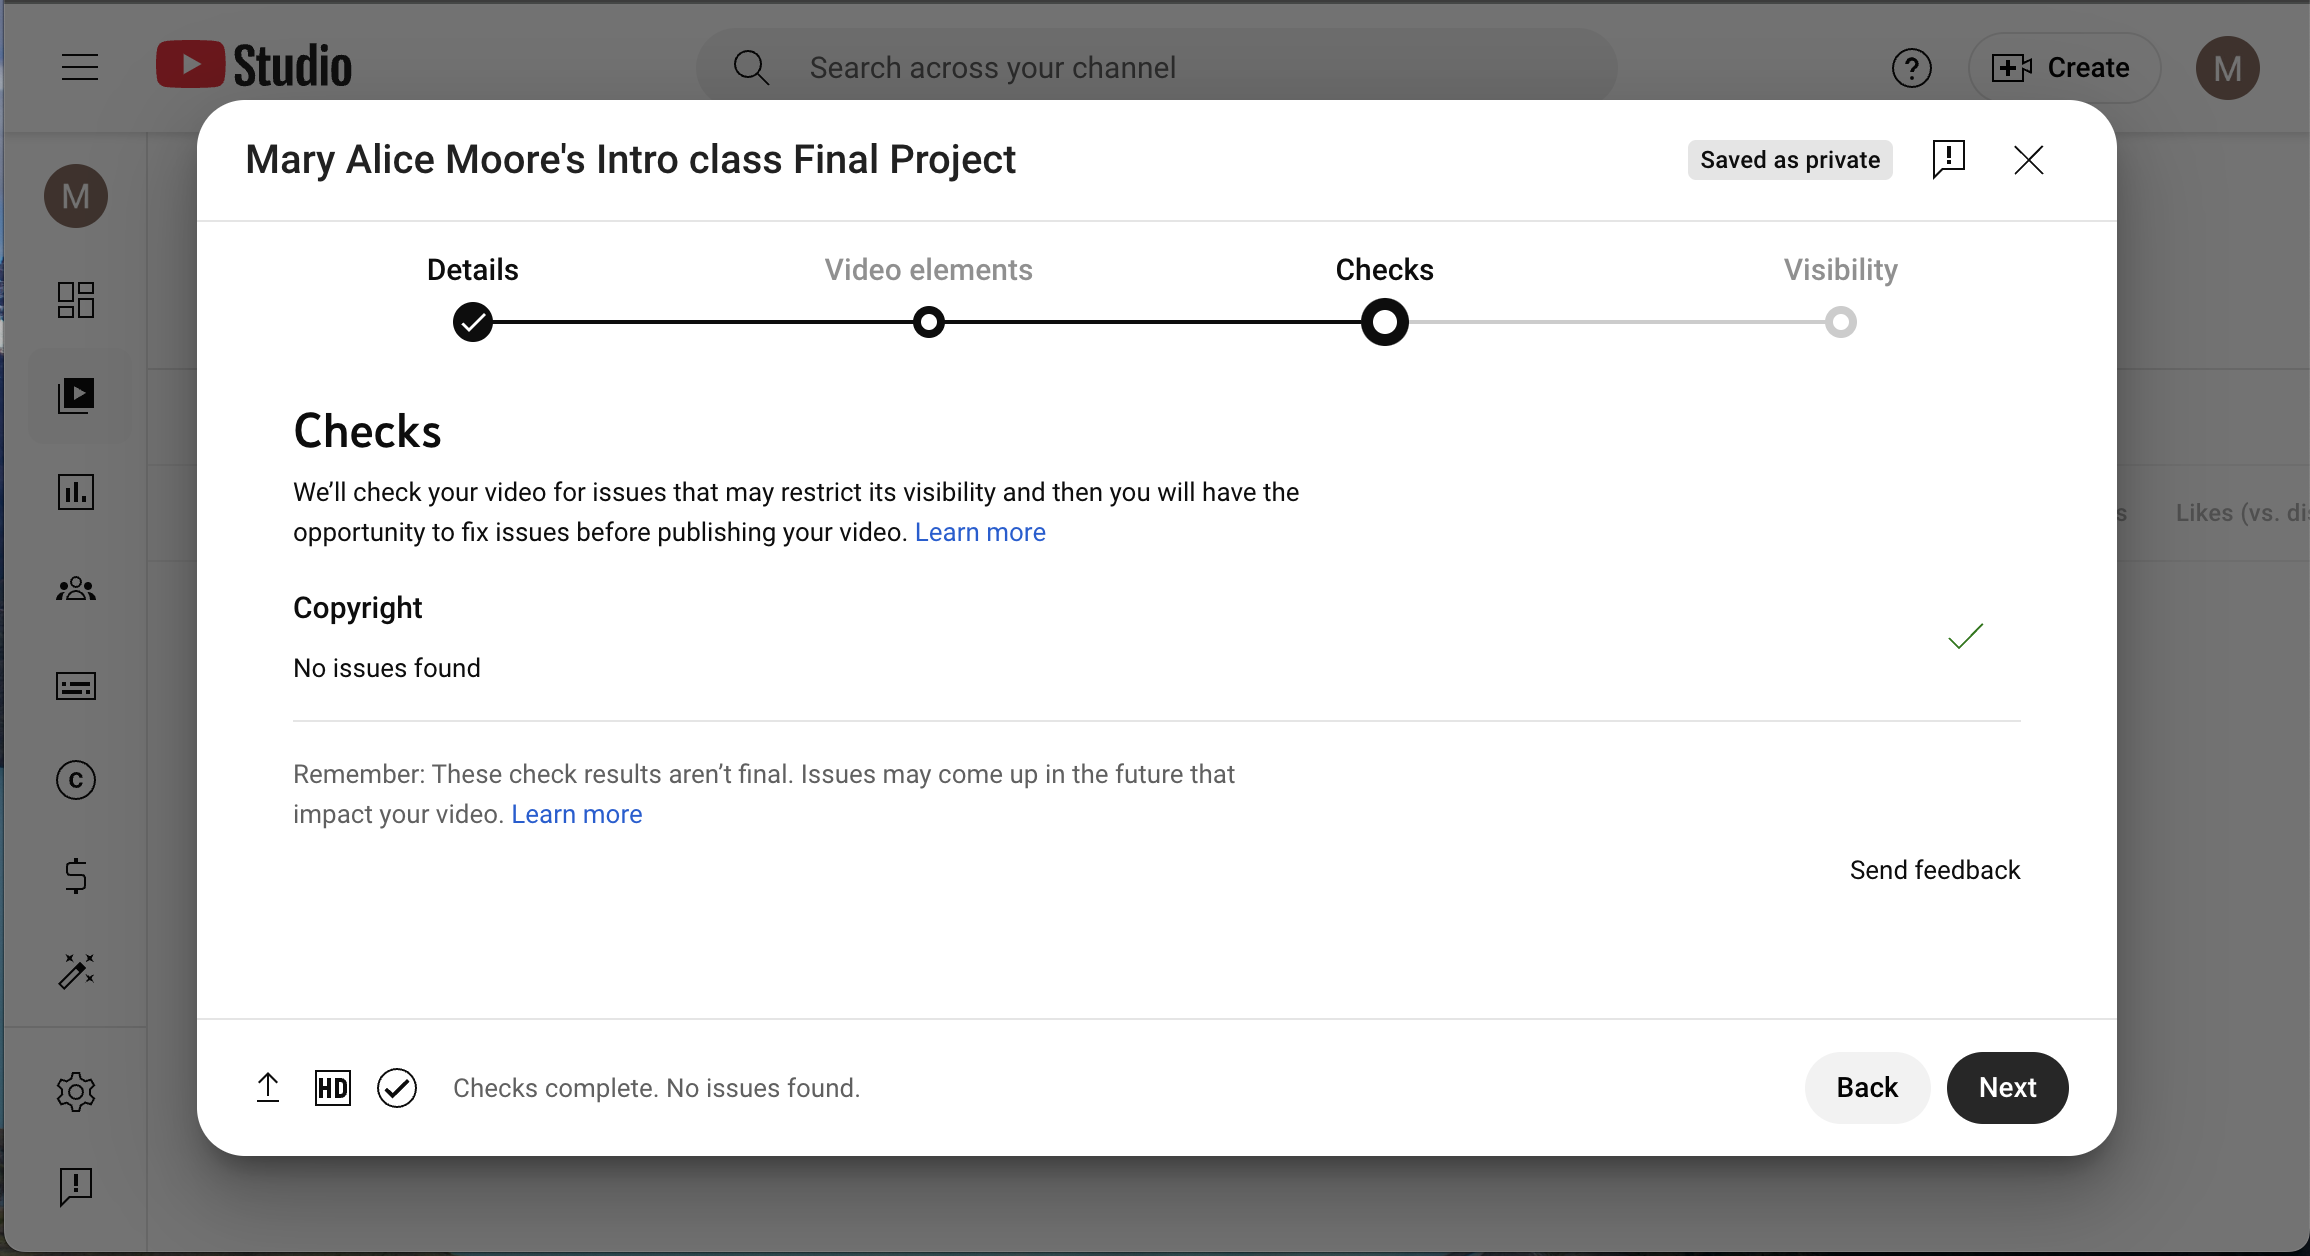 Studio
Search across your channel
?
Create
M
Mary Alice Moore's Intro class Final Project
Saved as private
M
Details
Video elements
Checks
Visibility
Checks
We’ll check your video for issues that may restrict its visibility and then you will have the
opportunity to fix issues before publishing your video. Learn more
s
Likes (vs. dis
Copyright
No issues found
Remember: These check results aren’t final. Issues may come up in the future that
impact your video. Learn more
Send feedback
HD
Checks complete. No issues found.
Back
Next